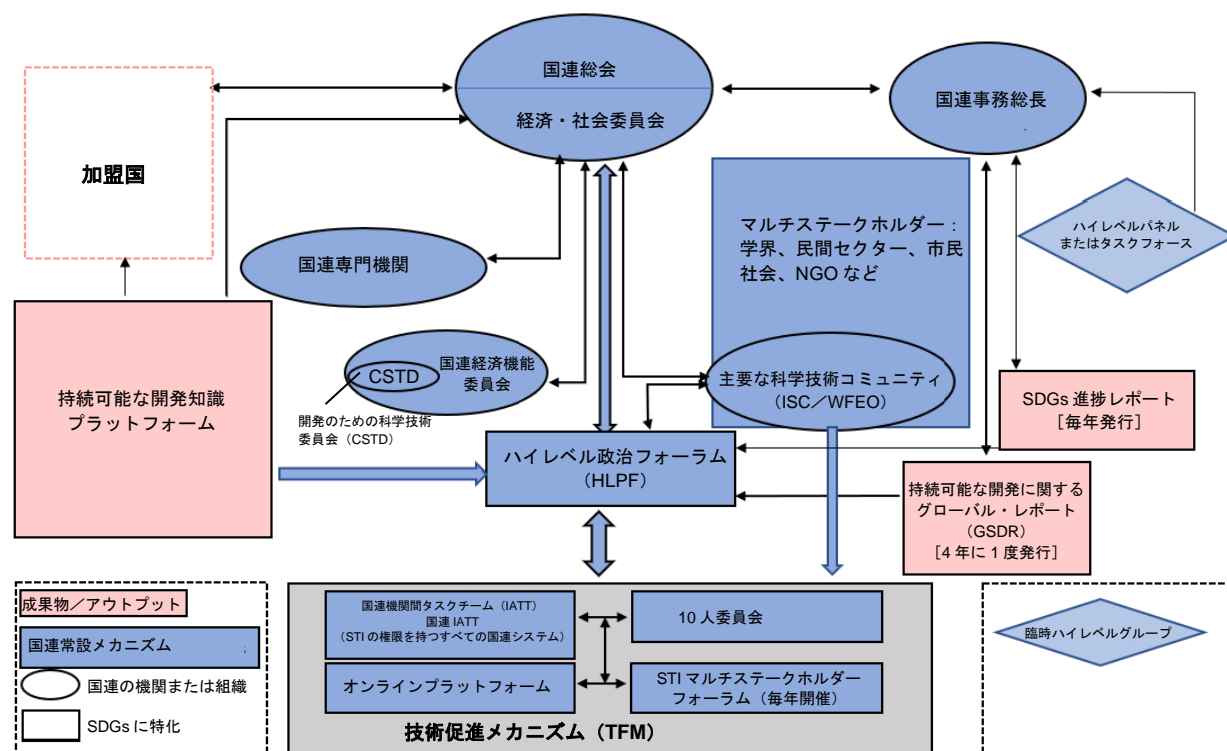 国連総会
経済・社会委員会
国連事務総長
加盟国
マルチステークホルダー：
学界、民間セクター、市民
社会、NGO など
ハイレベルパネル
またはタスクフォース
国連専門機関
国連経済機能
委員会
CSTD
開発のための科学技術
委員会（CSTD）
主要な科学技術コミュニティ
（ISC／WFEO）
持続可能な開発知識
プラットフォーム
SDGs 進捗レポート
［毎年発行］
ハイレベル政治フォーラム
（HLPF）
持続可能な開発に関する
グローバル・レポート
（GSDR）
［4 年に 1 度発行］
成果物／アウトプット
国連常設メカニズム
国連の機関または組織
SDGs に特化
国連機関間タスクチーム（IATT）
国連 IATT
（STI の権限を持つすべての国連システム）
10 人委員会
オンラインプラットフォーム
STI マルチステークホルダー
フォーラム（毎年開催）
技術促進メカニズム（TFM）
臨時ハイレベルグループ